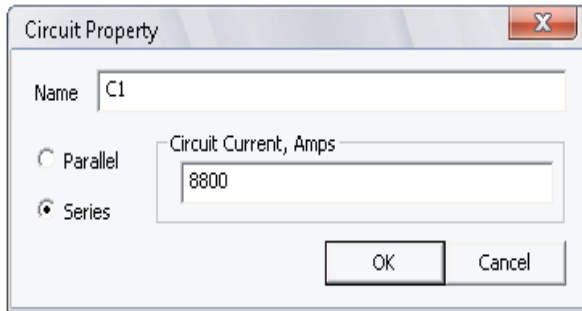 Circuit Property
Name C1
Parallel
Series
Circuit Current, Amps
8800
OK Cancel